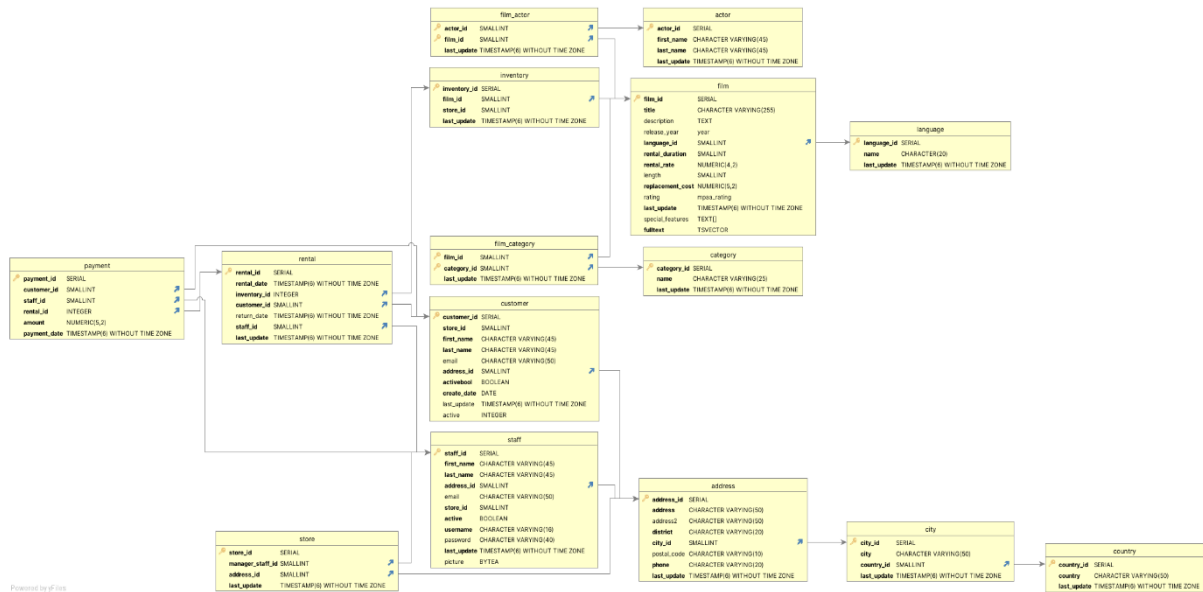 film_actor
actor_id SMALLINT
film_id SMALLINT
last_update TIMESTAMP(6) WITHOUT TIME ZONE
actor
actor_id SERIAL
first_name CHARACTER VARYING(45)
last_name CHARACTER VARYING(45)
last_update TIMESTAMP(6) WITHOUT TIME ZONE
inventory
inventory_id SERIAL
film_id SMALLINT
store_id SMALLINT
last_update TIMESTAMP(6) WITHOUT TIME ZONE
film
film_id SERIAL
title CHARACTER VARYING(255)
description TEXT
release_year year
language_id SMALLINT
rental_duration SMALLINT
rental_rate NUMERIC(4,2)
length SMALLINT
replacement_cost NUMERIC(5,2)
rating mpaa_rating
last_update TIMESTAMP(6) WITHOUT TIME ZONE
special_features TEXT[]
fulltext TSVECTOR
language
language_id SERIAL
name CHARACTER(20)
last_update TIMESTAMP(6) WITHOUT TIME ZONE
film_category
film_id SMALLINT
category_id SMALLINT
last_update TIMESTAMP(6) WITHOUT TIME ZONE
category
category_id SERIAL
name CHARACTER VARYING(25)
last_update TIMESTAMP(6) WITHOUT TIME ZONE
payment
payment_id SERIAL
customer_id SMALLINT
staff_id SMALLINT
rental_id INTEGER
amount NUMERIC(5,2)
payment_date TIMESTAMP(6) WITHOUT TIME ZONE
rental
rental_id SERIAL
rental_date TIMESTAMP(6) WITHOUT TIME ZONE
inventory_id INTEGER
customer_id SMALLINT
return_date TIMESTAMP(6) WITHOUT TIME ZONE
staff_id SMALLINT
last_update TIMESTAMP(6) WITHOUT TIME ZONE
customer
customer_id SERIAL
store_id SMALLINT
first_name CHARACTER VARYING(45)
last_name CHARACTER VARYING(45)
email CHARACTER VARYING(50)
address_id SMALLINT
activebool BOOLEAN
create_date DATE
last_update TIMESTAMP(6) WITHOUT TIME ZONE
active INTEGER
staff
staff_id SERIAL
first_name CHARACTER VARYING(45)
last_name CHARACTER VARYING(45)
address_id SMALLINT
email CHARACTER VARYING(50)
store_id SMALLINT
active BOOLEAN
username CHARACTER VARYING(16)
password CHARACTER VARYING(40)
last_update TIMESTAMP(6) WITHOUT TIME ZONE
picture BYTEA
store
store_id SERIAL
manager_staff_id SMALLINT
address_id SMALLINT
last_update TIMESTAMP(6) WITHOUT TIME ZONE
address
address_id SERIAL
address CHARACTER VARYING(50)
address2 CHARACTER VARYING(50)
district CHARACTER VARYING(20)
city_id SMALLINT
postal_code CHARACTER VARYING(10)
phone CHARACTER VARYING(20)
last_update TIMESTAMP(6) WITHOUT TIME ZONE
city
city_id SERIAL
city CHARACTER VARYING(50)
country_id SMALLINT
last_update TIMESTAMP(6) WITHOUT TIME ZONE
country
country_id SERIAL
country CHARACTER VARYING(50)
last_update TIMESTAMP(6) WITHOUT TIME ZONE
Powered by yFiles